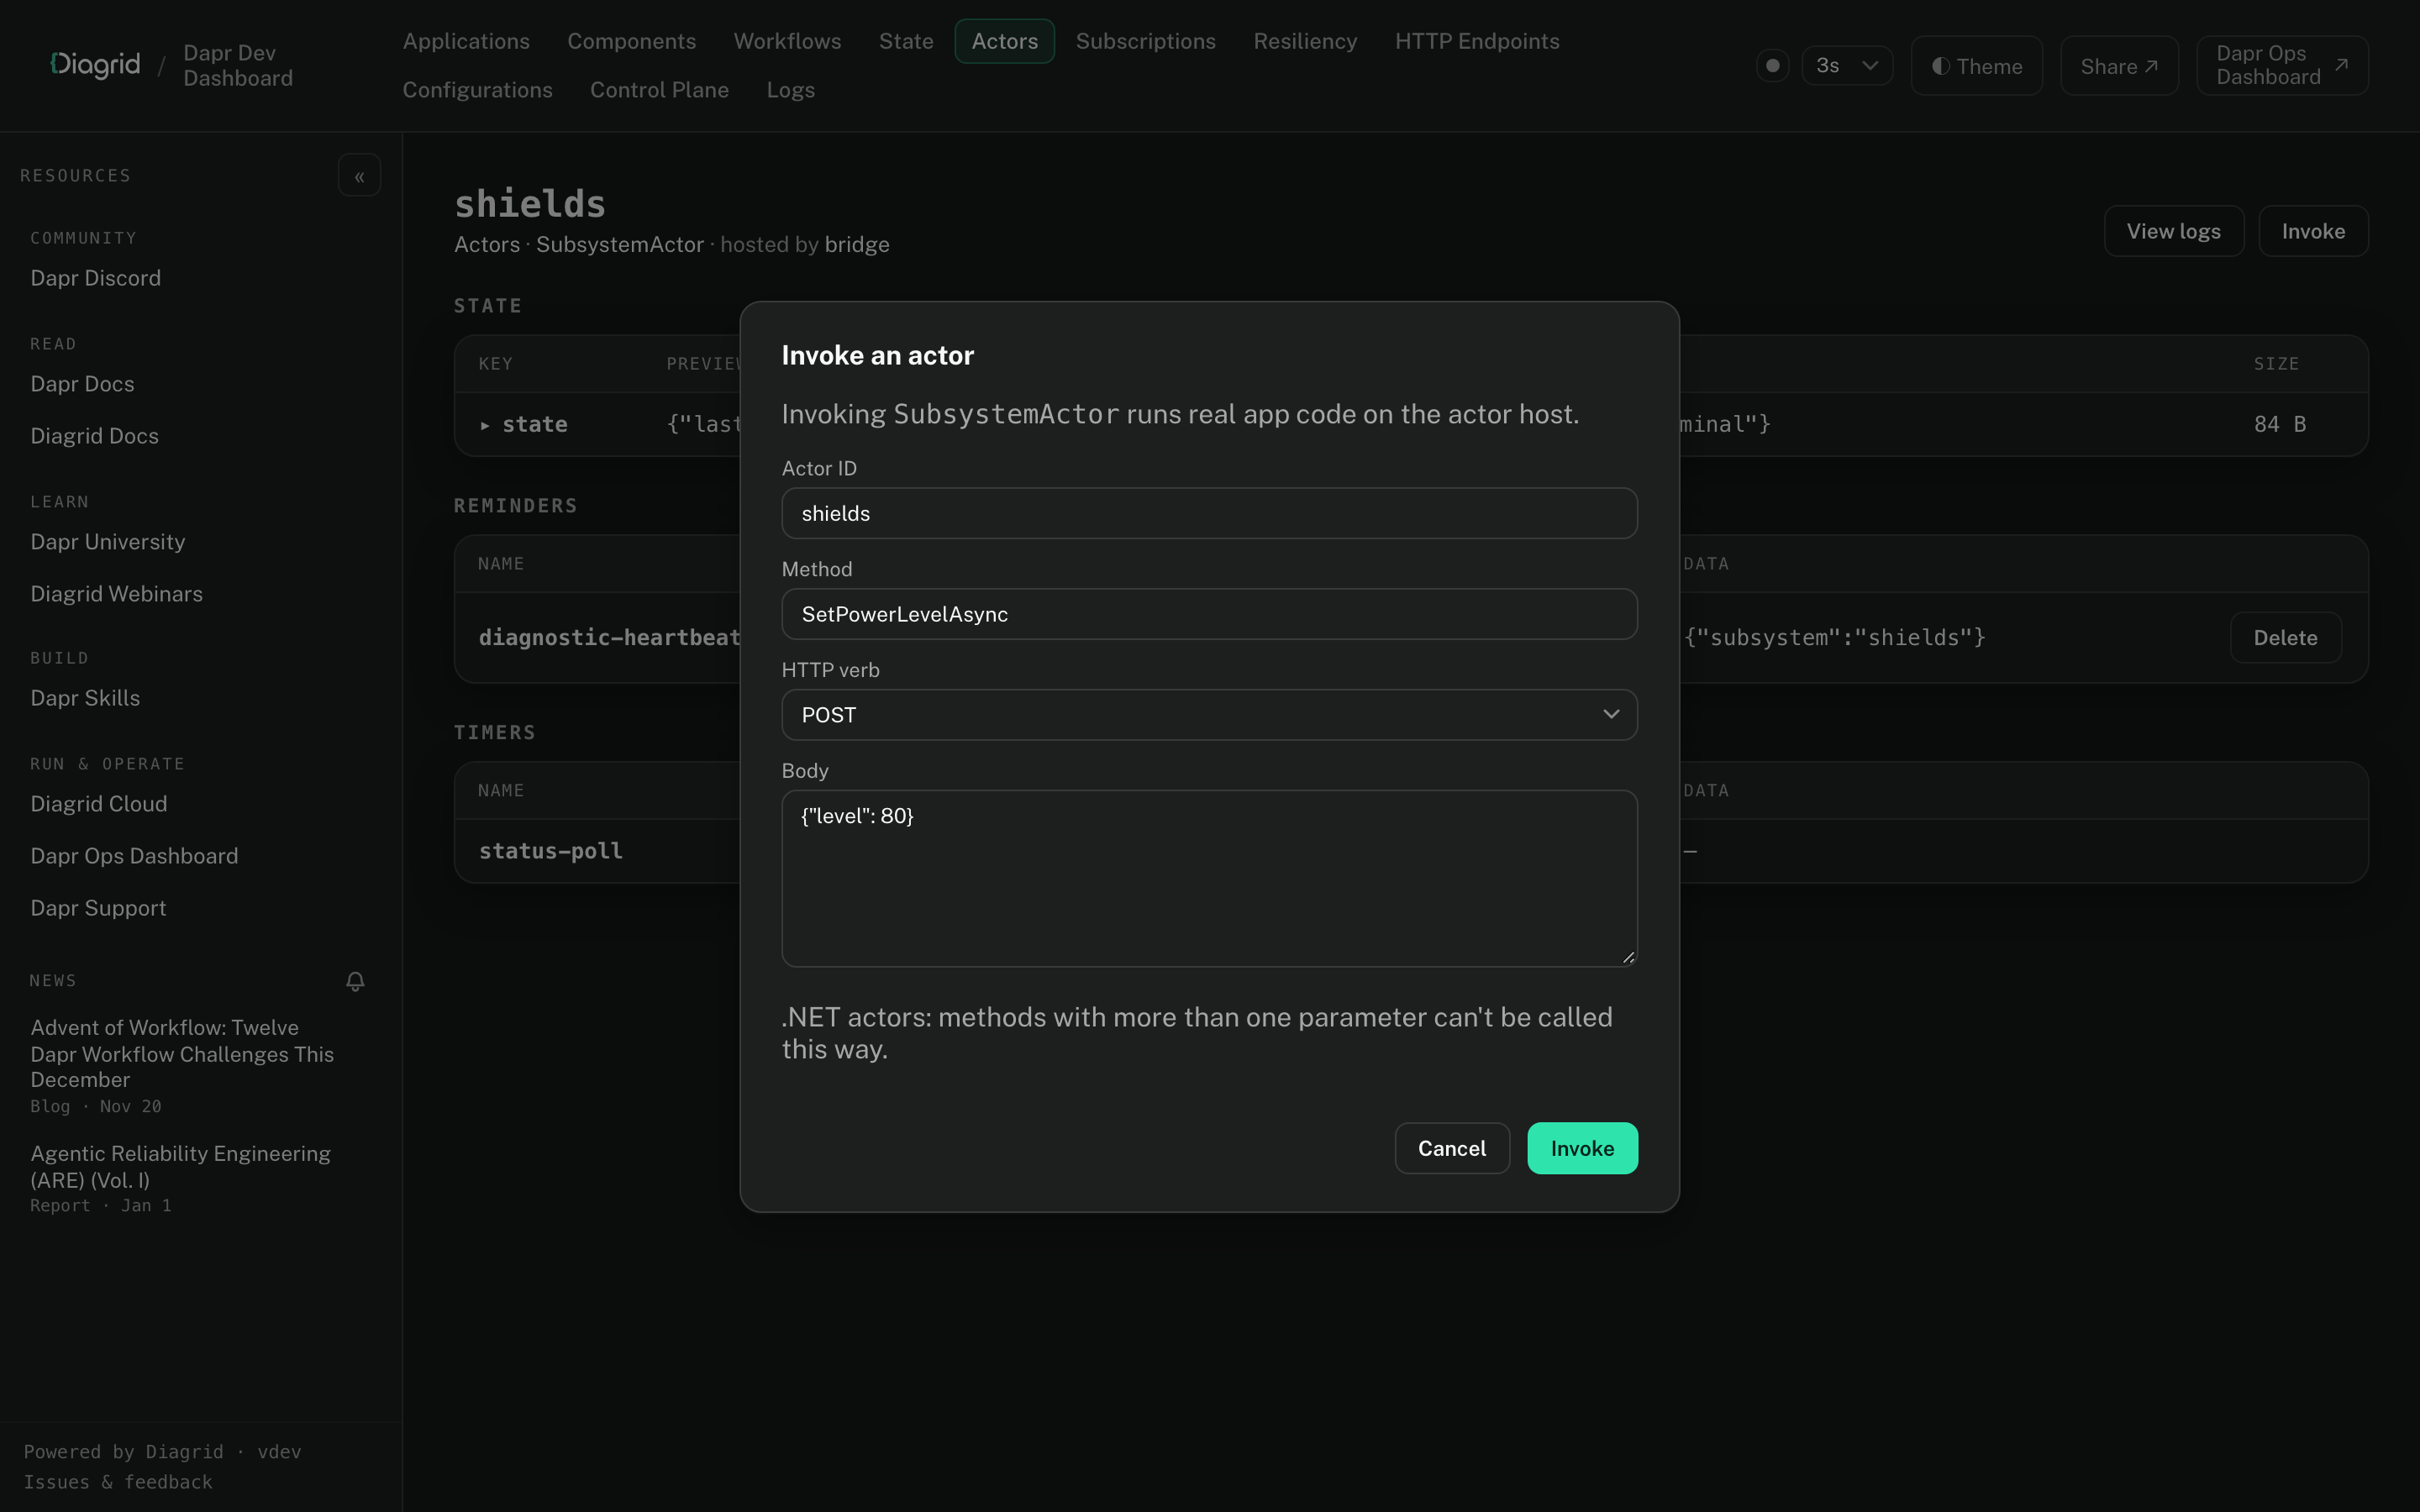 Diagrid / Dapr Dev Dashboard
Applications Components Workflows State Actors Subscriptions Resiliency HTTP Endpoints
Configurations Control Plane Logs
3s
Theme
Share ↗
Dapr Ops Dashboard ↗
RESOURCES «
COMMUNITY
Dapr Discord
READ
Dapr Docs
Diagrid Docs
LEARN
Dapr University
Diagrid Webinars
BUILD
Dapr Skills
RUN & OPERATE
Diagrid Cloud
Dapr Ops Dashboard
Dapr Support
NEWS
Advent of Workflow: Twelve
Dapr Workflow Challenges This
December
Blog · Nov 20
Agentic Reliability Engineering
(ARE) (Vol. I)
Report · Jan 1
Powered by Diagrid · vdev
Issues & feedback
shields
Actors · SubsystemActor · hosted by bridge
View logs Invoke
STATE
KEY PREVIEW SIZE
▸ state {"last minal"} 84 B
REMINDERS
NAME DATA
diagnostic-heartbeat {"subsystem":"shields"} Delete
TIMERS
NAME DATA
status-poll —
Invoke an actor
Invoking SubsystemActor runs real app code on the actor host.
Actor ID
shields
Method
SetPowerLevelAsync
HTTP verb
POST
Body
{"level": 80}
.NET actors: methods with more than one parameter can't be called
this way.
Cancel Invoke